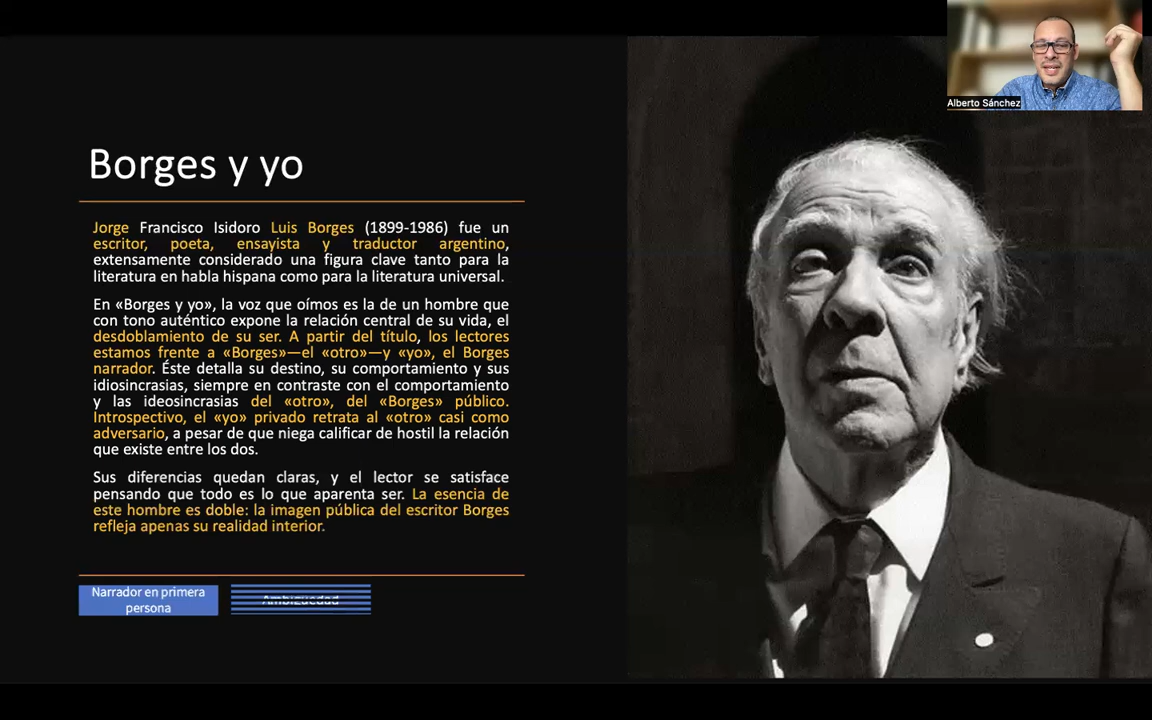 Alberto Sánchez
Borges y yo
Jorge Francisco Isidoro Luis Borges (1899-1986) fue un
escritor, poeta, ensayista y traductor argentino,
extensamente considerado una figura clave tanto para la
literatura en habla hispana como para la literatura universal.
En «Borges y yo», la voz que oímos es la de un hombre que
con tono auténtico expone la relación central de su vida, el
desdoblamiento de su ser. A partir del título, los lectores
estamos frente a «Borges»—el «otro»—y «yo», el Borges
narrador. Éste detalla su destino, su comportamiento y sus
idiosincrasias, siempre en contraste con el comportamiento
y las ideosincrasias del «otro», del «Borges» público.
Introspectivo, el «yo» privado retrata al «otro» casi como
adversario, a pesar de que niega calificar de hostil la relación
que existe entre los dos.
Sus diferencias quedan claras, y el lector se satisface
pensando que todo es lo que aparenta ser. La esencia de
este hombre es doble: la imagen pública del escritor Borges
refleja apenas su realidad interior.
Narrador en primera
persona
Ambigüedad